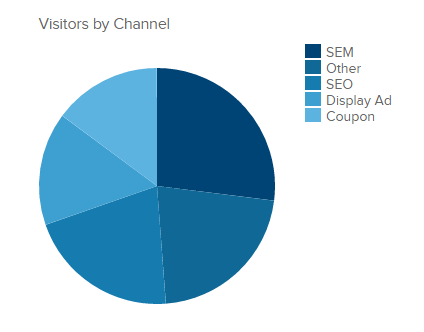 Visitors by Channel
SEM
Other
SEO
Display Ad
Coupon